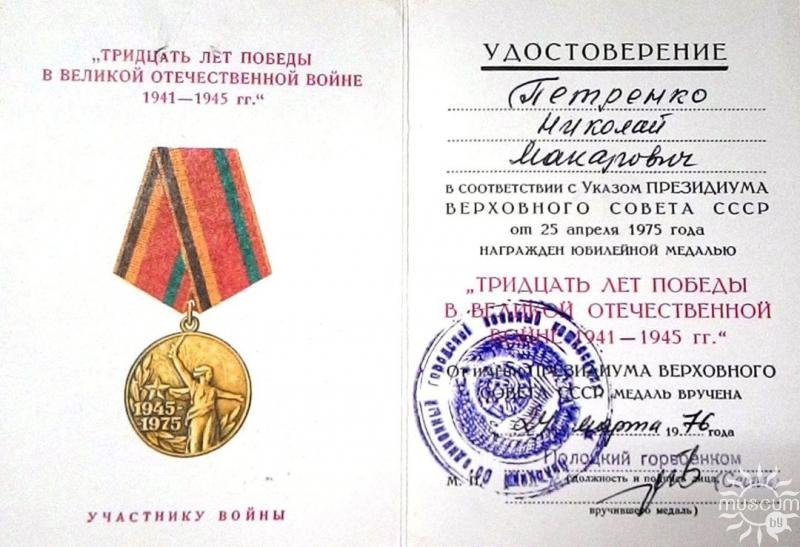 „ТРИДЦАТЬ ЛЕТ ПОБЕДЫ
В ВЕЛИКОЙ ОТЕЧЕСТВЕННОЙ ВОЙНЕ
1941—1945 гг.“
1945-
1975
УЧАСТНИКУ ВОЙНЫ
УДОСТОВЕРЕНИЕ
Петренко
Николай
Макарович
В СООТВЕТСТВИИ С УКАЗОМ ПРЕЗИДИУМА
ВЕРХОВНОГО СОВЕТА СССР
от 25 апреля 1975 года
НАГРАЖДЕН ЮБИЛЕЙНОЙ МЕДАЛЬЮ
„ТРИДЦАТЬ ЛЕТ ПОБЕДЫ
В ВЕЛИКОЙ ОТЕЧЕСТВЕННОЙ
ВОЙНЕ 1941—1945 гг.“
От имени ПРЕЗИДИУМА ВЕРХОВНОГО
СОВЕТА СССР МЕДАЛЬ ВРУЧЕНА
марта 1976 года
Полоцкий горвоенком
М. П. (должность и подпись лица,
вручившего медаль)
museum
by